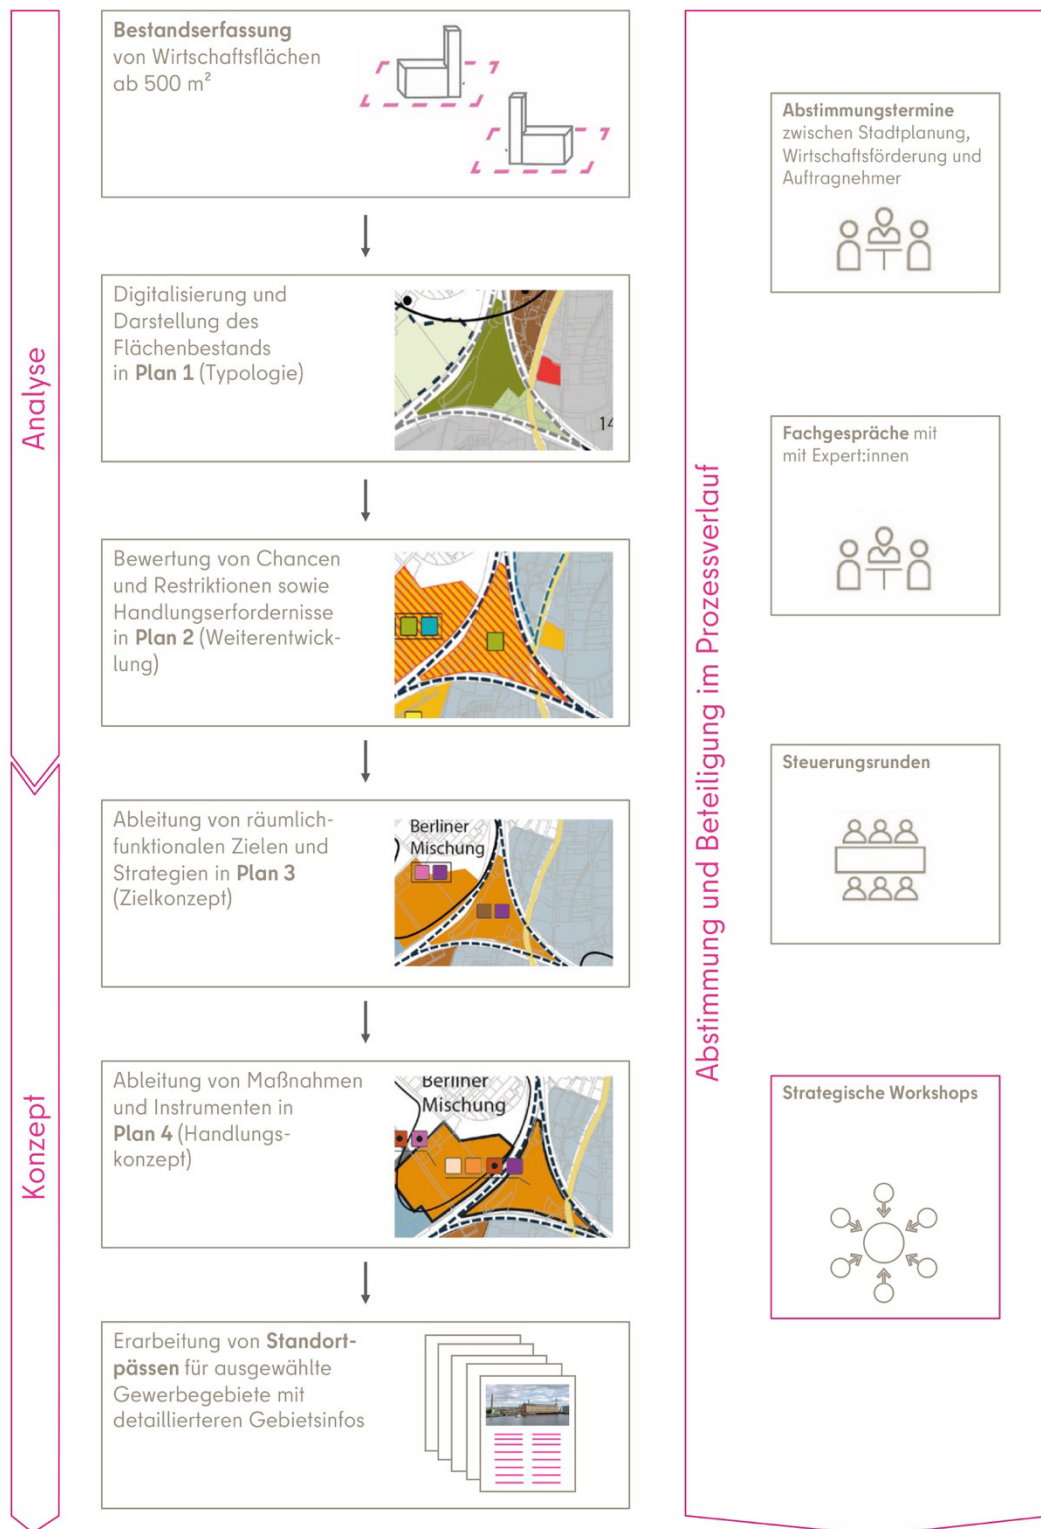 Analyse
Konzept
Bestandserfassung
von Wirtschaftsflächen
ab 500 m²
Digitalisierung und
Darstellung des
Flächenbestands
in Plan 1 (Typologie)
14
Bewertung von Chancen
und Restriktionen sowie
Handlungserfordernisse
in Plan 2 (Weiterentwick-
lung)
Ableitung von räumlich-
funktionalen Zielen und
Strategien in Plan 3
(Zielkonzept)
Berliner
Mischung
Ableitung von Maßnahmen
und Instrumenten in
Plan 4 (Handlungs-
konzept)
Berliner
Mischung
Erarbeitung von Standort-
pässen für ausgewählte
Gewerbegebiete mit
detaillierteren Gebietsinfos
Abstimmung und Beteiligung im Prozessverlauf
Abstimmungstermine
zwischen Stadtplanung,
Wirtschaftsförderung und
Auftragnehmer
Fachgespräche mit
mit Expert:innen
Steuerungsrunden
Strategische Workshops